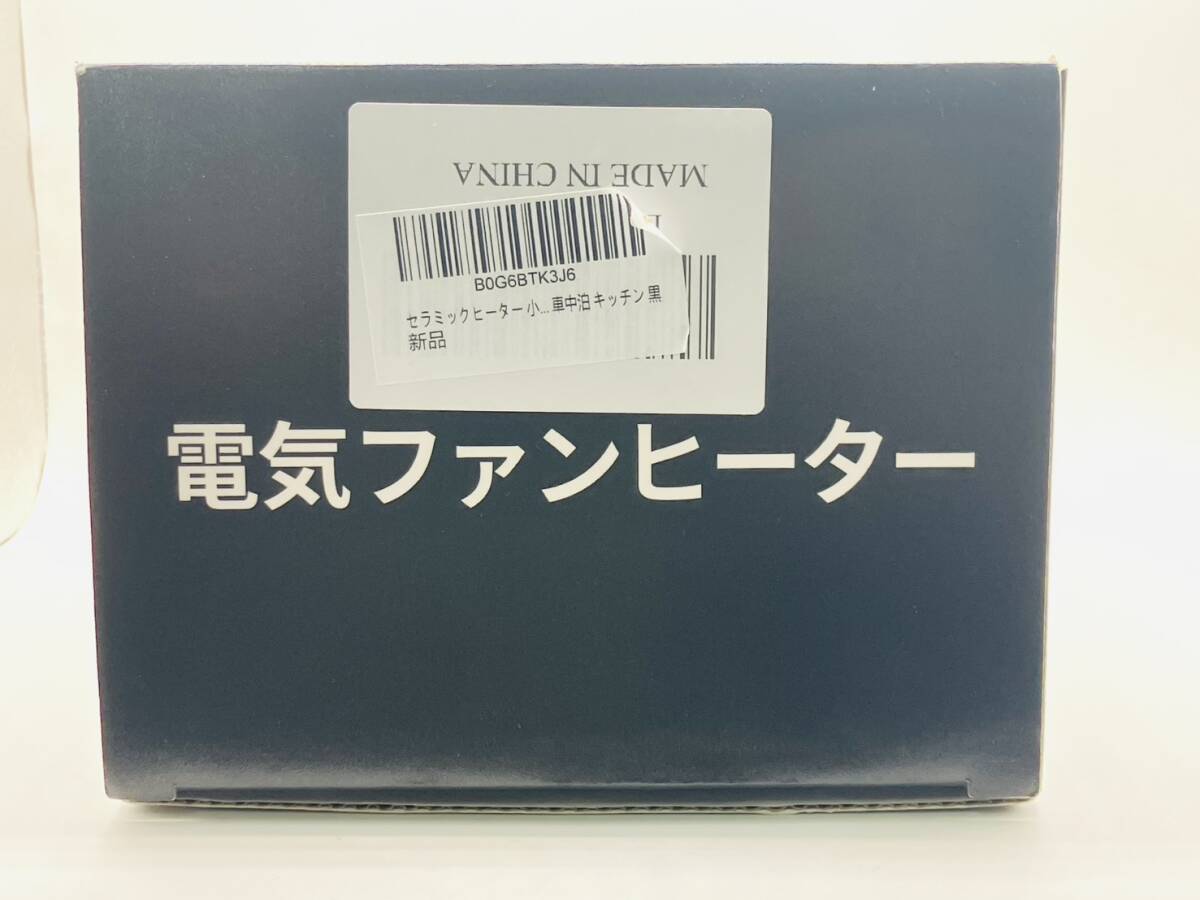 MADE IN CHINA
B0G6BTK3J6
セラミックヒーター 小... 車中泊 キッチン 黒
新品
電気ファンヒーター